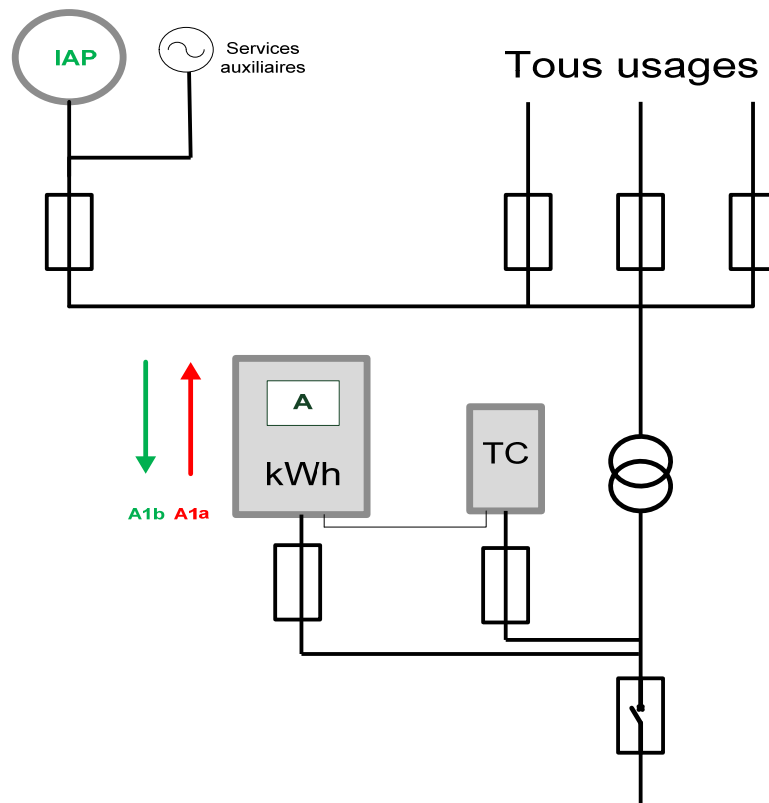 IAP
Services
auxiliaires
Tous usages
A
kWh
TC
A1b
A1a